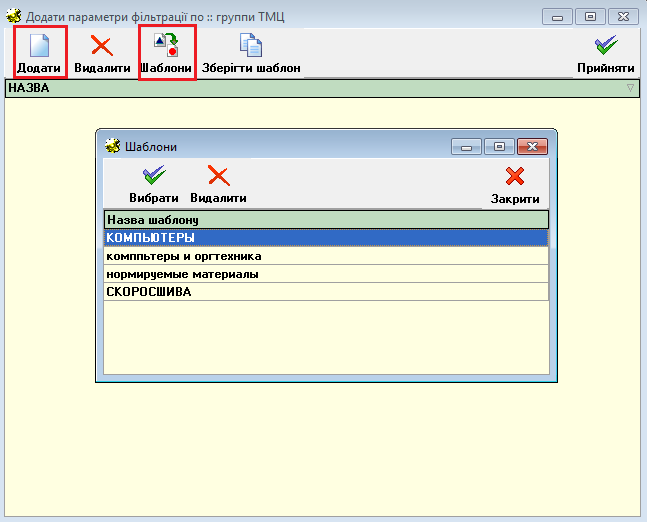 Додати параметри фільтрації по :: группи ТМЦ
Додати Видалити Шаблони Зберігти шаблон Прийняти
НАЗВА
Шаблони
Вибрати Видалити Закрити
Назва шаблону
КОМПЬЮТЕРЫ
комппьтеры и оргтехника
нормируемые материалы
СКОРОСШИВА